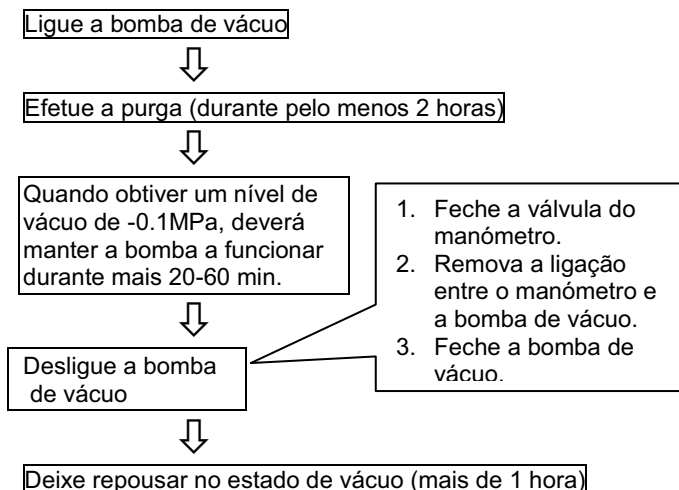 Ligue a bomba de vácuo
Efetue a purga (durante pelo menos 2 horas)
Quando obtiver um nível de
vácuo de -0.1MPa, deverá
manter a bomba a funcionar
durante mais 20-60 min.
Desligue a bomba
de vácuo
1. Feche a válvula do
manómetro.
2. Remova a ligação
entre o manómetro e
a bomba de vácuo.
3. Feche a bomba de
vácuo.
Deixe repousar no estado de vácuo (mais de 1 hora)